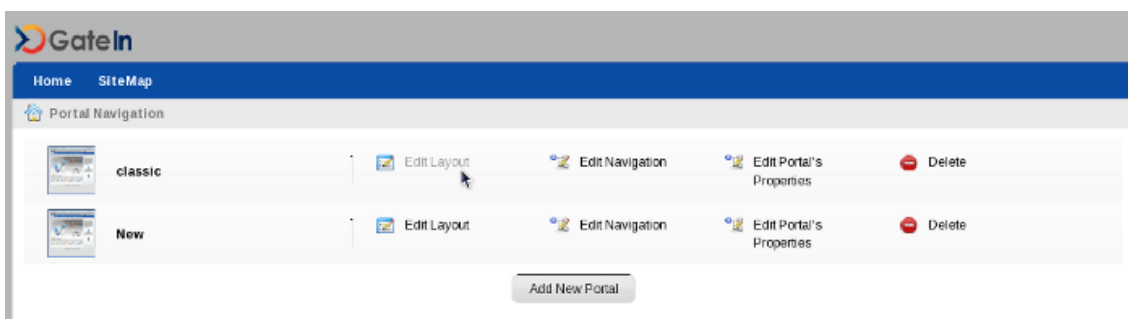 GateIn
Home SiteMap
Portal Navigation
classic Edit Layout Edit Navigation Edit Portal's Properties Delete
New Edit Layout Edit Navigation Edit Portal's Properties Delete
Add New Portal